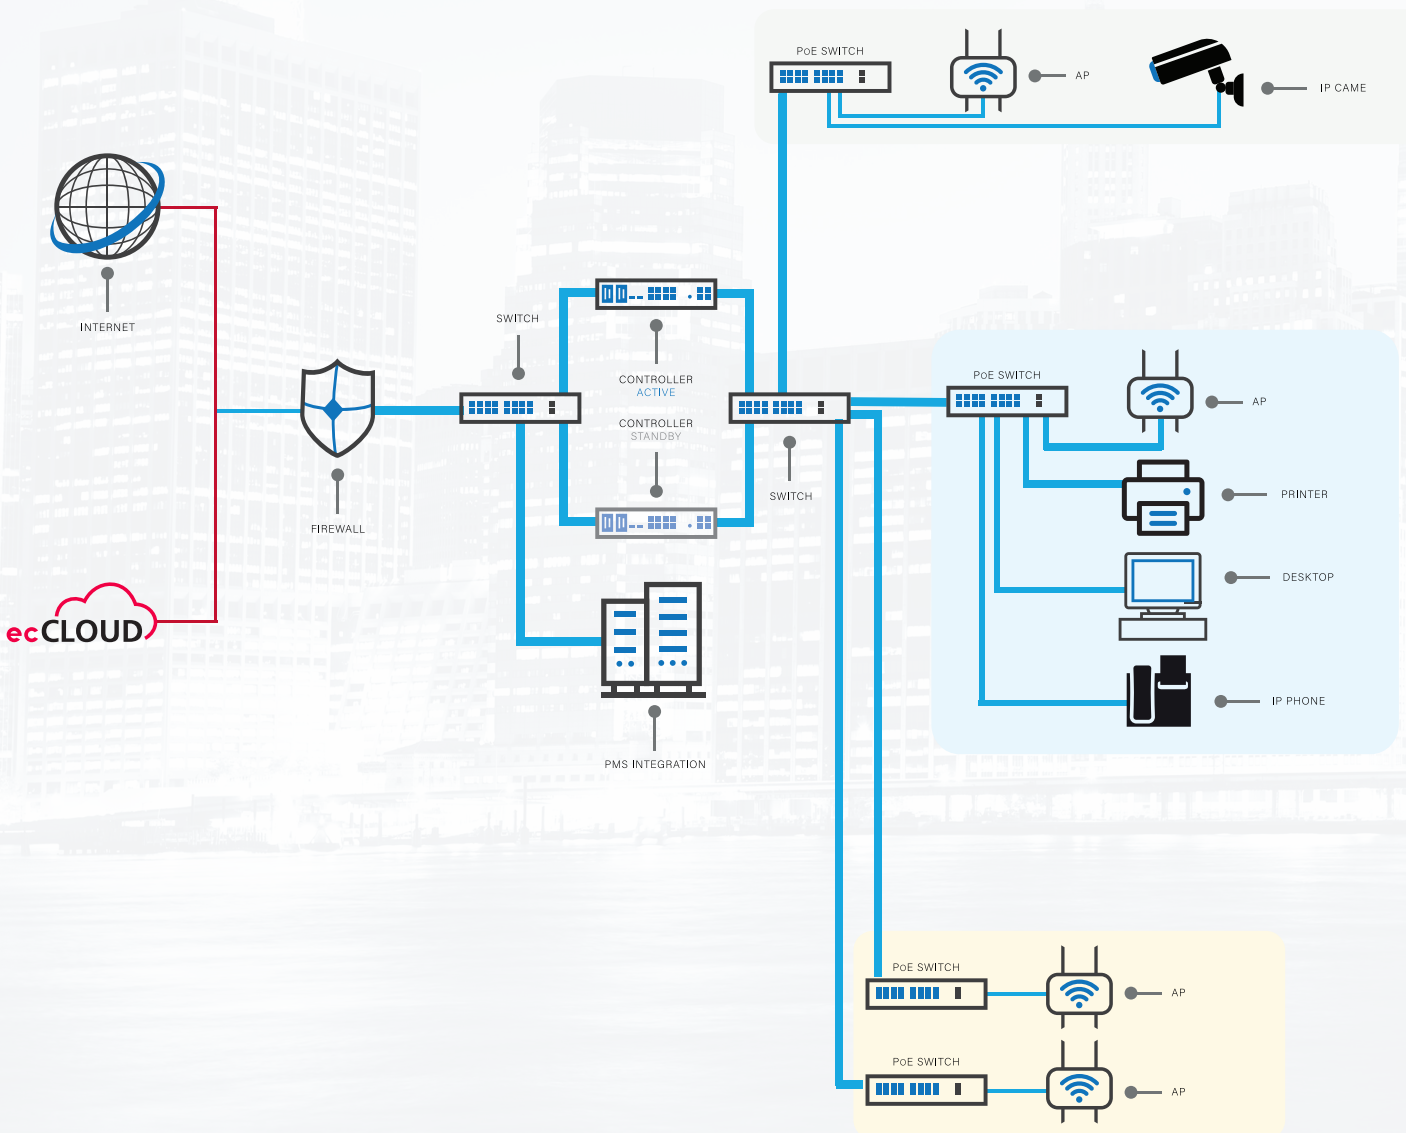 PoE SWITCH
AP
IP CAME
INTERNET
SWITCH
CONTROLLER
ACTIVE
CONTROLLER
STANDBY
PoE SWITCH
AP
FIREWALL
SWITCH
PRINTER
DESKTOP
ecCLOUD
IP PHONE
PMS INTEGRATION
PoE SWITCH
AP
PoE SWITCH
AP